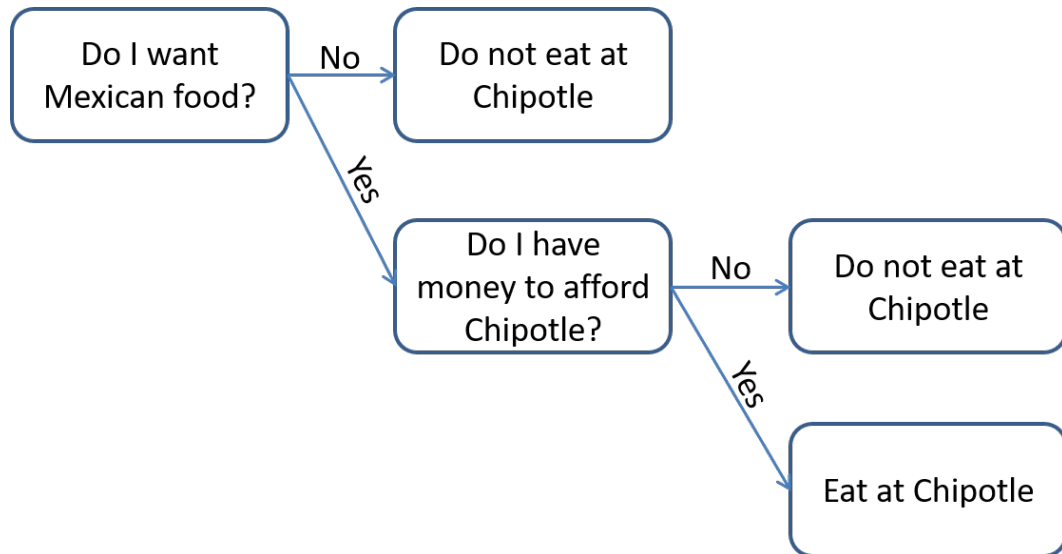 Do I want
Mexican food?
No
Do not eat at
Chipotle
Yes
Do I have
money to afford
Chipotle?
No
Do not eat at
Chipotle
Yes
Eat at Chipotle